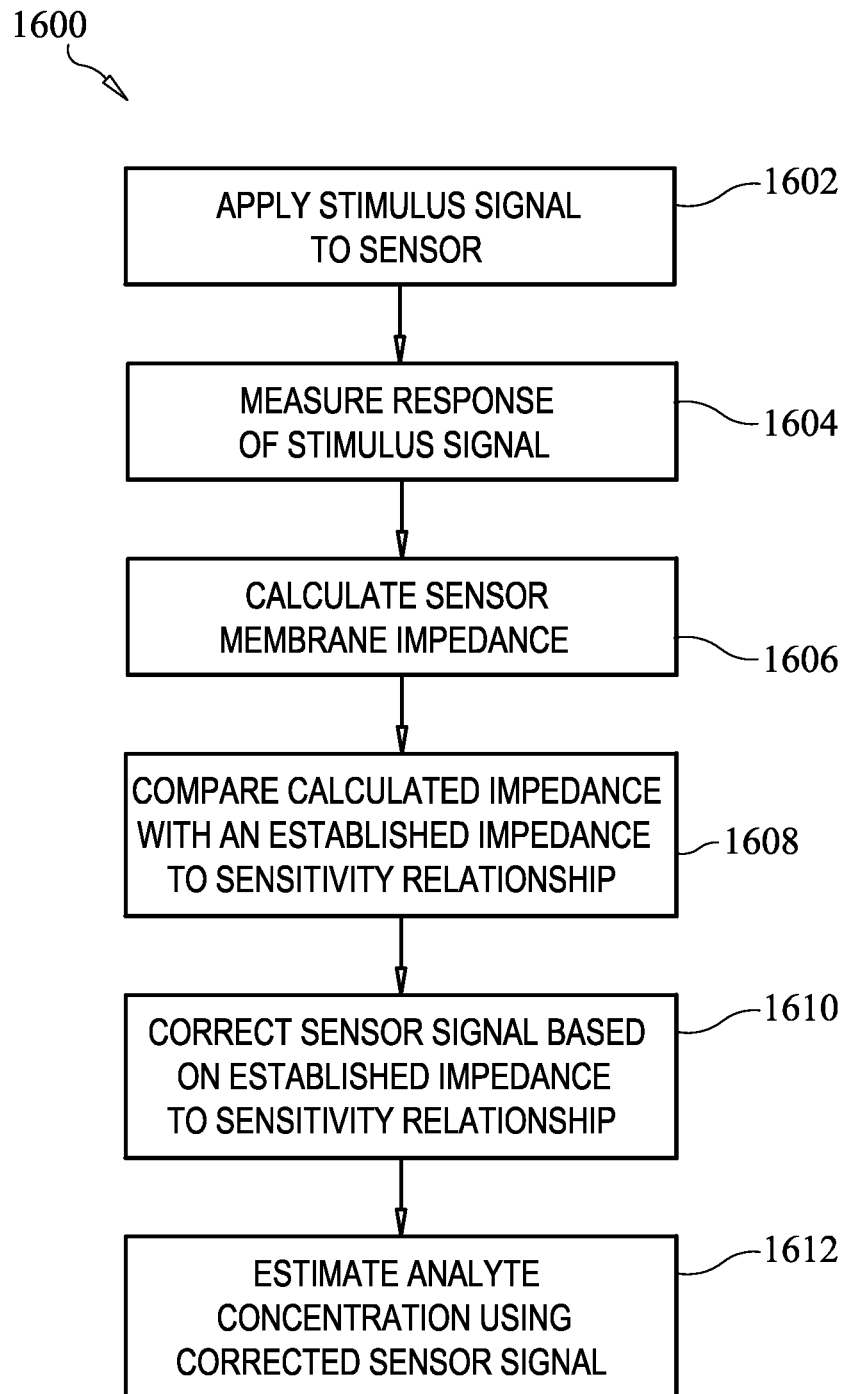 1600
APPLY STIMULUS SIGNAL
TO SENSOR
1602
MEASURE RESPONSE
OF STIMULUS SIGNAL
1604
CALCULATE SENSOR
MEMBRANE IMPEDANCE
1606
COMPARE CALCULATED IMPEDANCE
WITH AN ESTABLISHED IMPEDANCE
TO SENSITIVITY RELATIONSHIP
1608
CORRECT SENSOR SIGNAL BASED
ON ESTABLISHED IMPEDANCE
TO SENSITIVITY RELATIONSHIP
1610
ESTIMATE ANALYTE
CONCENTRATION USING
CORRECTED SENSOR SIGNAL
1612